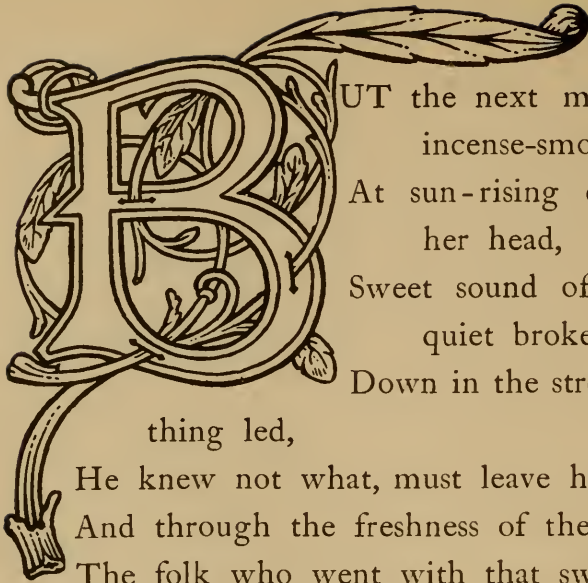 BUT the next m
incense-smo
At sun-rising
her head,
Sweet sound of
quiet broke
Down in the stre
thing led,
He knew not what, must leave h
And through the freshness of the
The folk who went with that sw